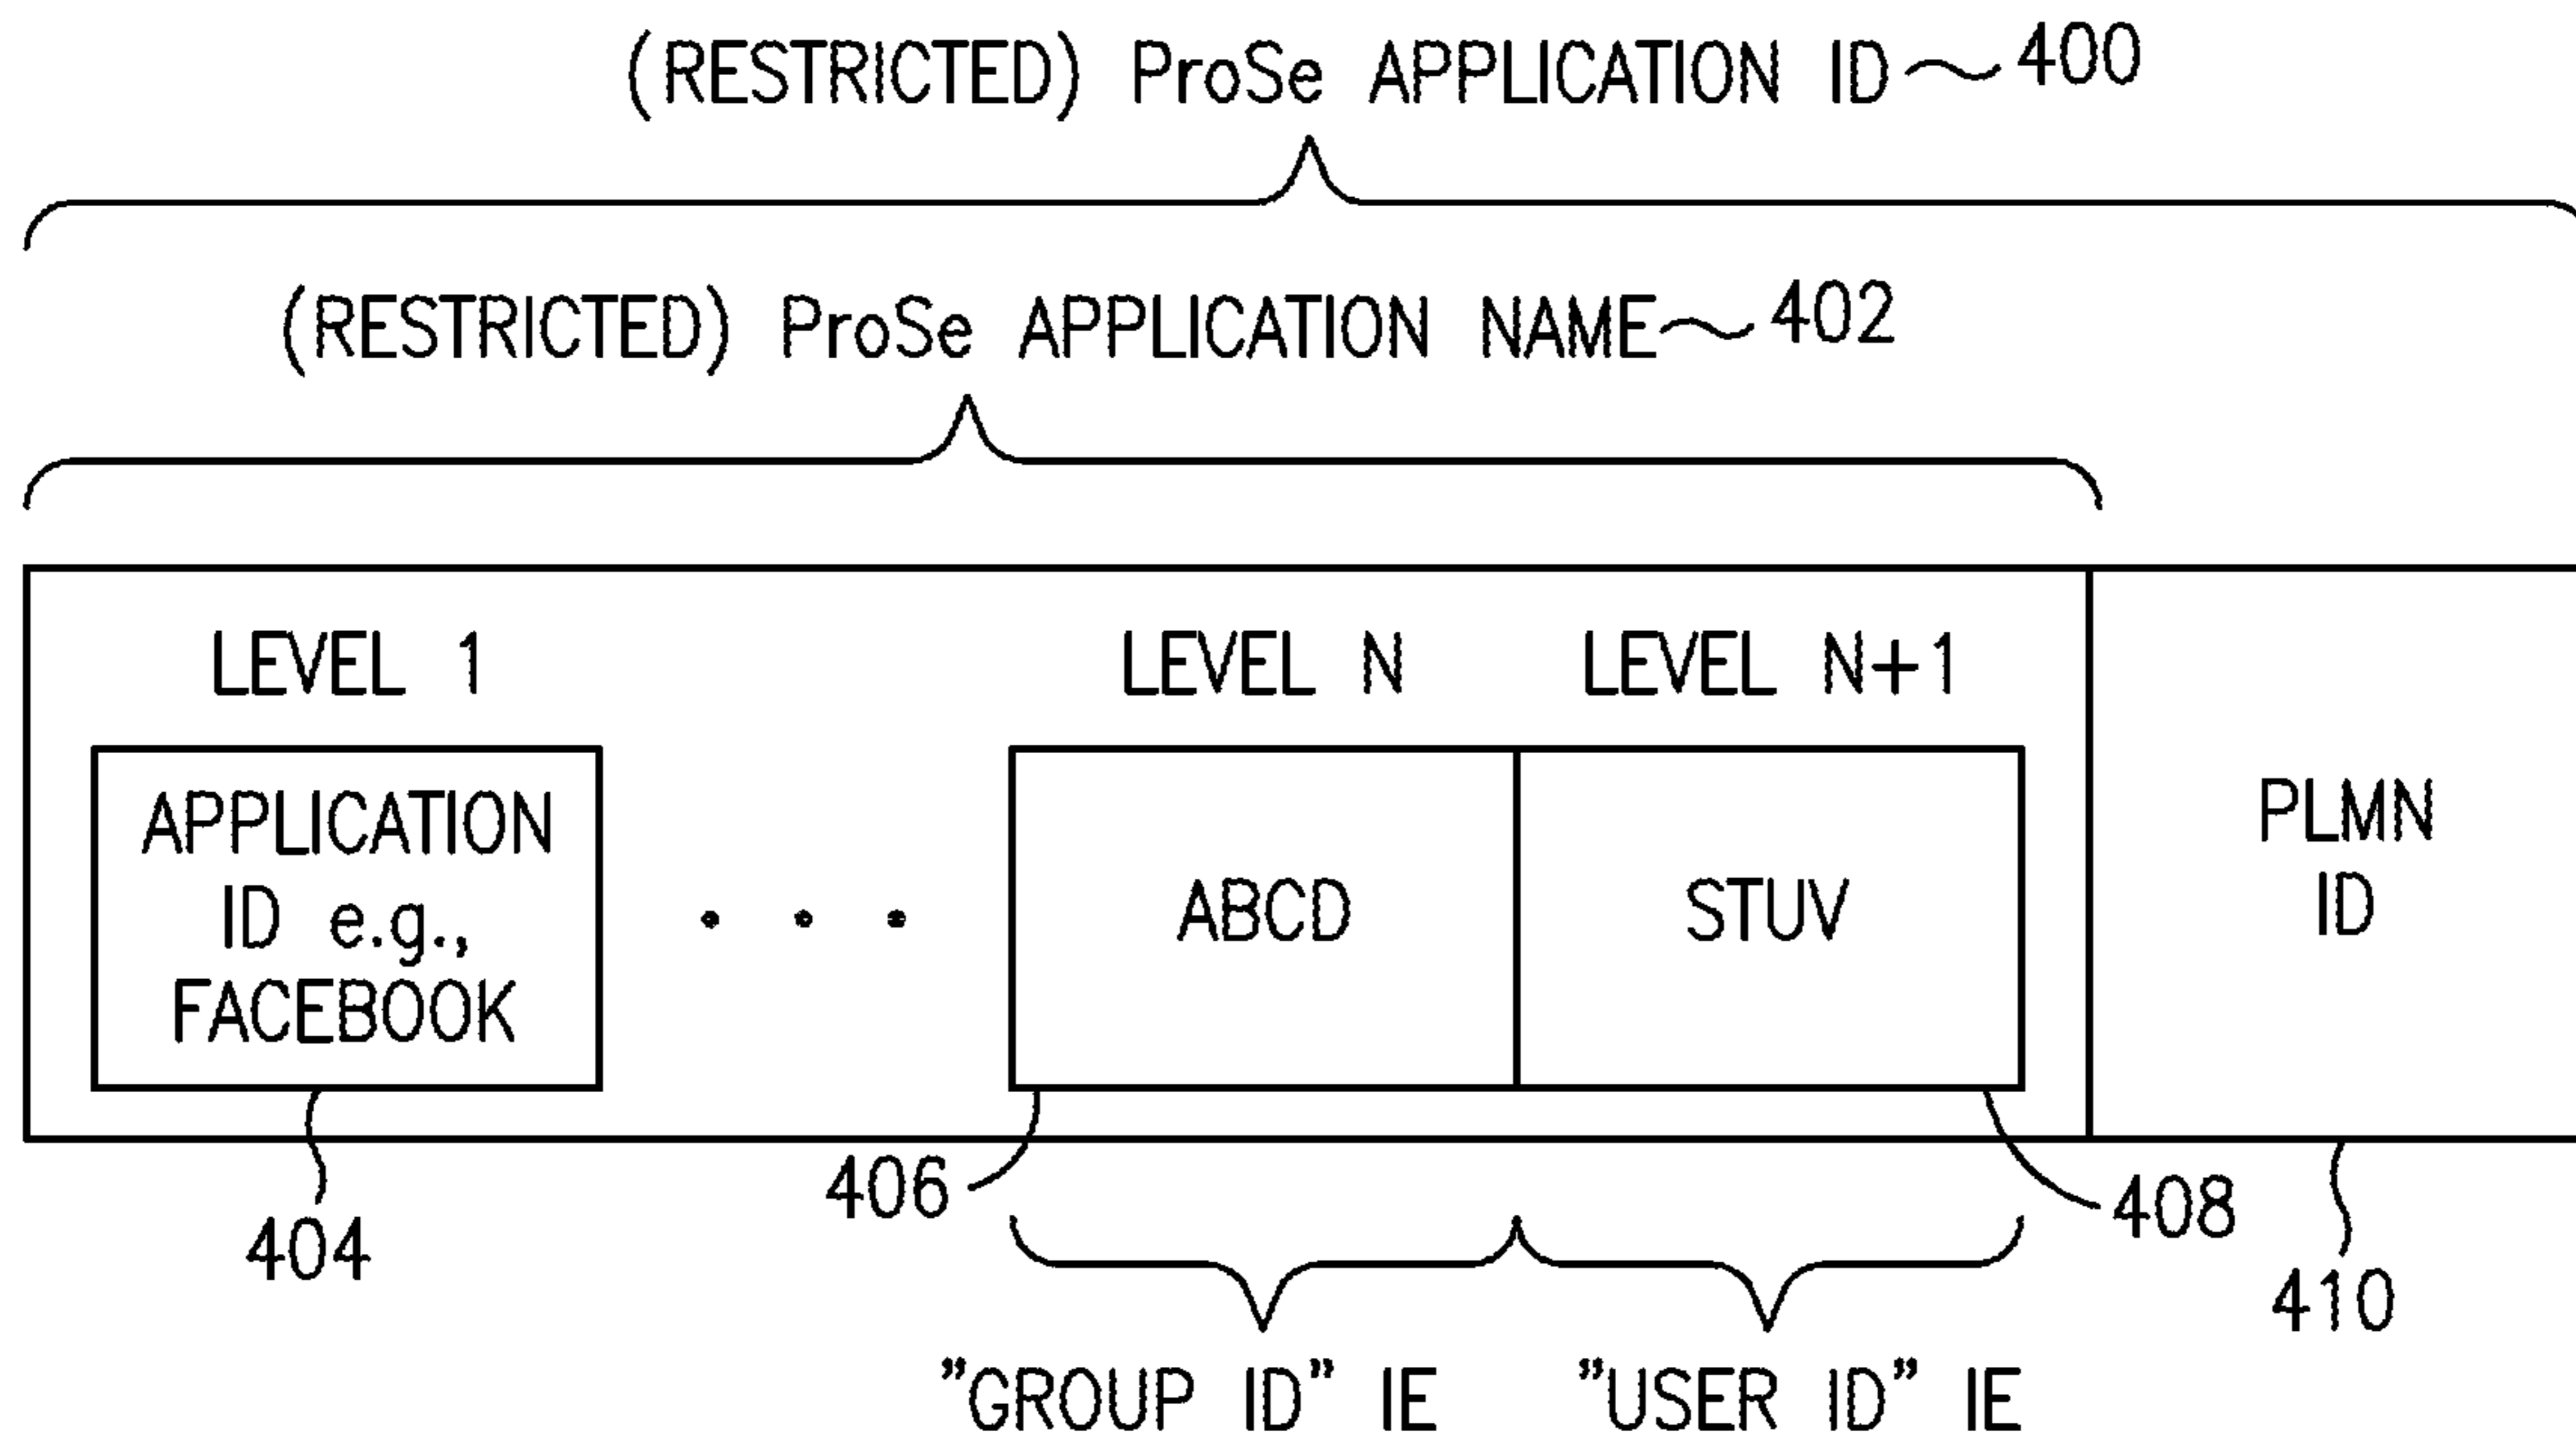 (RESTRICTED) ProSe APPLICATION ID 400
(RESTRICTED) ProSe APPLICATION NAME 402
LEVEL 1
LEVEL N
LEVEL N+1
APPLICATION
ID e.g.,
FACEBOOK
. . .
ABCD
STUV
PLMN
ID
404
406
408
410
"GROUP ID" IE
"USER ID" IE